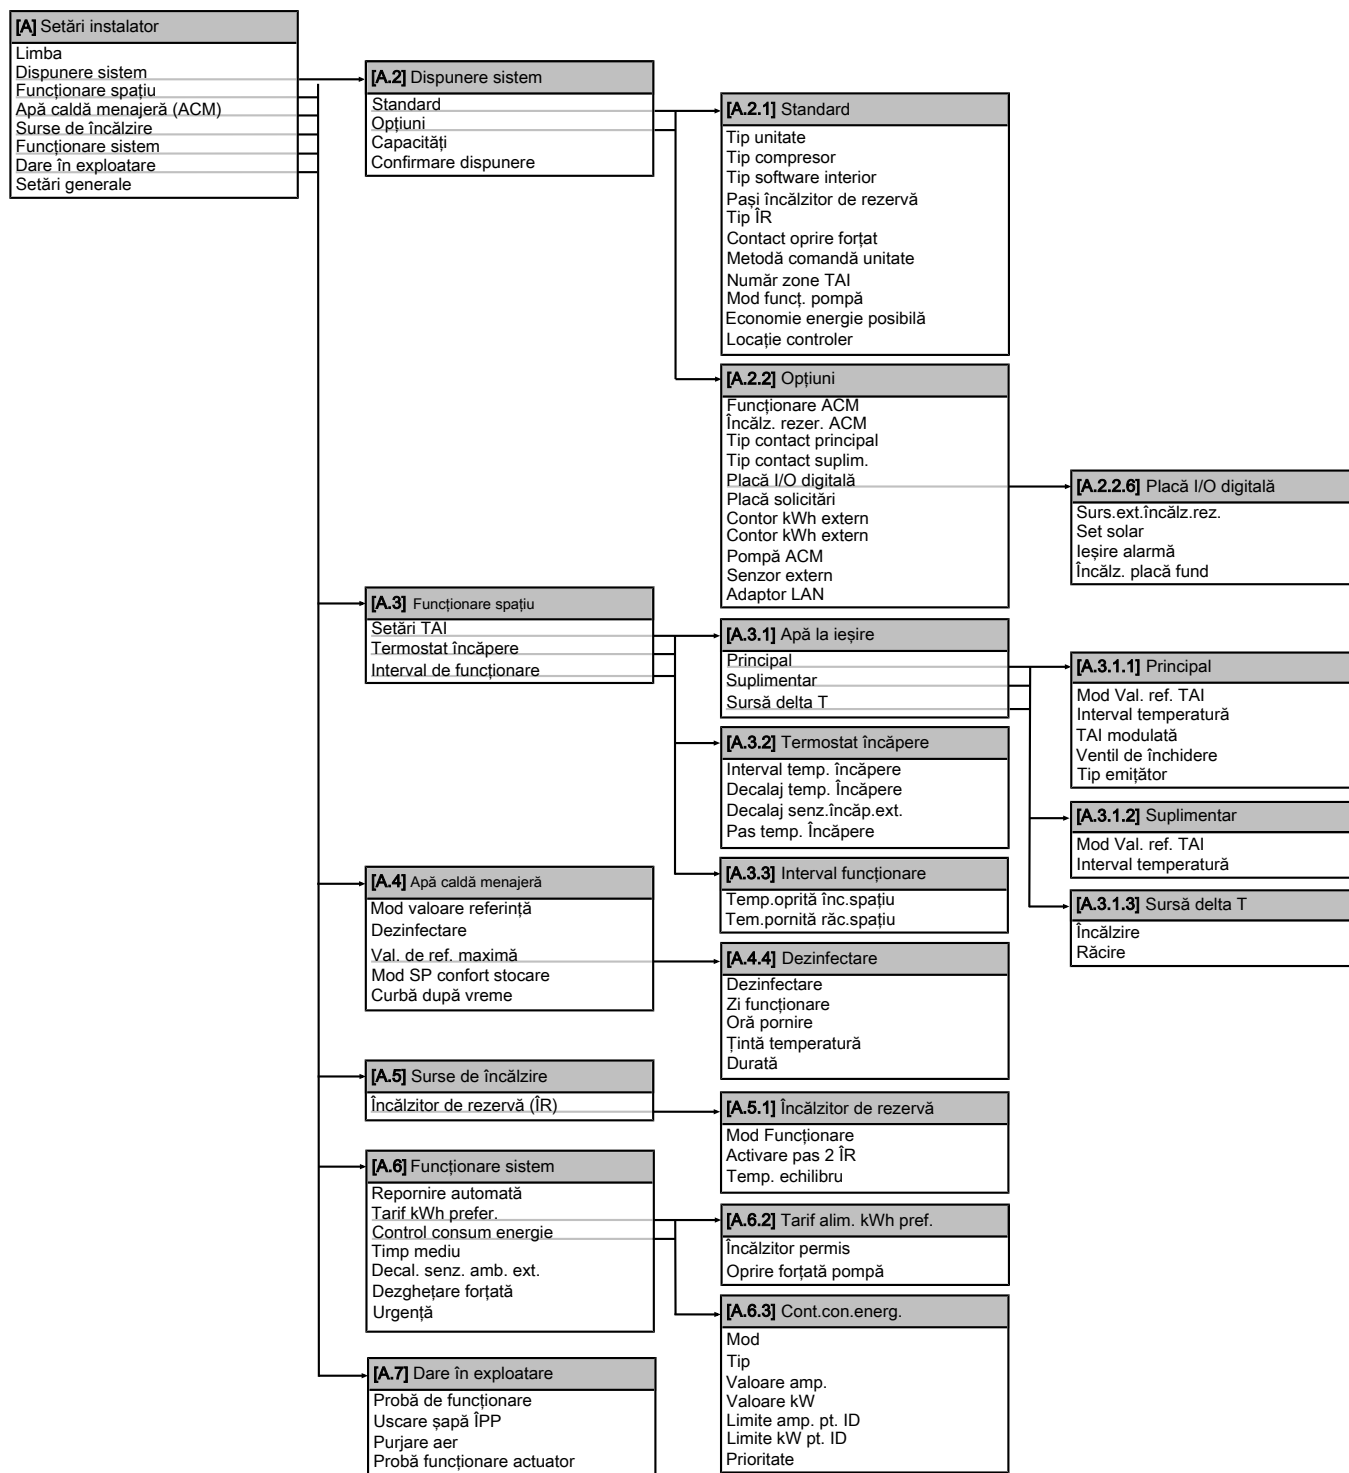 [A] Setări instalator
Limba
Dispunere sistem
Funcționare spațiu
Apă caldă menajeră (ACM)
Surse de încălzire
Funcționare sistem
Dare în exploatare
Setări generale
[A.2] Dispunere sistem
Standard
Opțiuni
Capacități
Confirmare dispunere
[A.2.1] Standard
Tip unitate
Tip compresor
Tip software interior
Pași încălzitor de rezervă
Tip ÎR
Contact oprire forțat
Metodă comandă unitate
Număr zone TAI
Mod funcț. pompă
Economie energie posibilă
Locație controler
[A.2.2] Opțiuni
Funcționare ACM
Încălz. rezer. ACM
Tip contact principal
Tip contact suplim.
Placă I/O digitală
Placă solicitări
Contor kWh extern
Contor kWh extern
Pompă ACM
Senzor extern
Adaptor LAN
[A.2.2.6] Placă I/O digitală
Surs.ext.încălz.rez.
Set solar
Ieșire alarmă
Încălz. placă fund
[A.3] Funcționare spațiu
Setări TAI
Termostat încăpere
Interval de funcționare
[A.3.1] Apă la ieșire
Principal
Suplimentar
Sursă delta T
[A.3.1.1] Principal
Mod Val. ref. TAI
Interval temperatură
TAI modulată
Ventil de închidere
Tip emițător
[A.3.2] Termostat încăpere
Interval temp. încăpere
Decalaj temp. Încăpere
Decalaj senz.încăp.ext.
Pas temp. Încăpere
[A.3.1.2] Suplimentar
Mod Val. ref. TAI
Interval temperatură
[A.3.3] Interval funcționare
Temp.oprită înc.spațiu
Tem.pornită răc.spațiu
[A.3.1.3] Sursă delta T
Încălzire
Răcire
[A.4] Apă caldă menajeră
Mod valoare referință
Dezinfectare
Val. de ref. maximă
Mod SP confort stocare
Curbă după vreme
[A.4.4] Dezinfectare
Dezinfectare
Zi funcționare
Oră pornire
Țintă temperatură
Durată
[A.5] Surse de încălzire
Încălzitor de rezervă (ÎR)
[A.5.1] Încălzitor de rezervă
Mod Funcționare
Activare pas 2 ÎR
Temp. echilibru
[A.6] Funcționare sistem
Repornire automată
Tarif kWh prefer.
Control consum energie
Timp mediu
Decal. senz. amb. ext.
Dezghețare forțată
Urgență
[A.6.2] Tarif alim. kWh pref.
Încălzitor permis
Oprire forțată pompă
[A.6.3] Cont.con.energ.
Mod
Tip
Valoare amp.
Valoare kW
Limite amp. pt. ID
Limite kW pt. ID
Prioritate
[A.7] Dare în exploatare
Probă de funcționare
Uscare șapă ÎPP
Purjare aer
Probă funcționare actuator